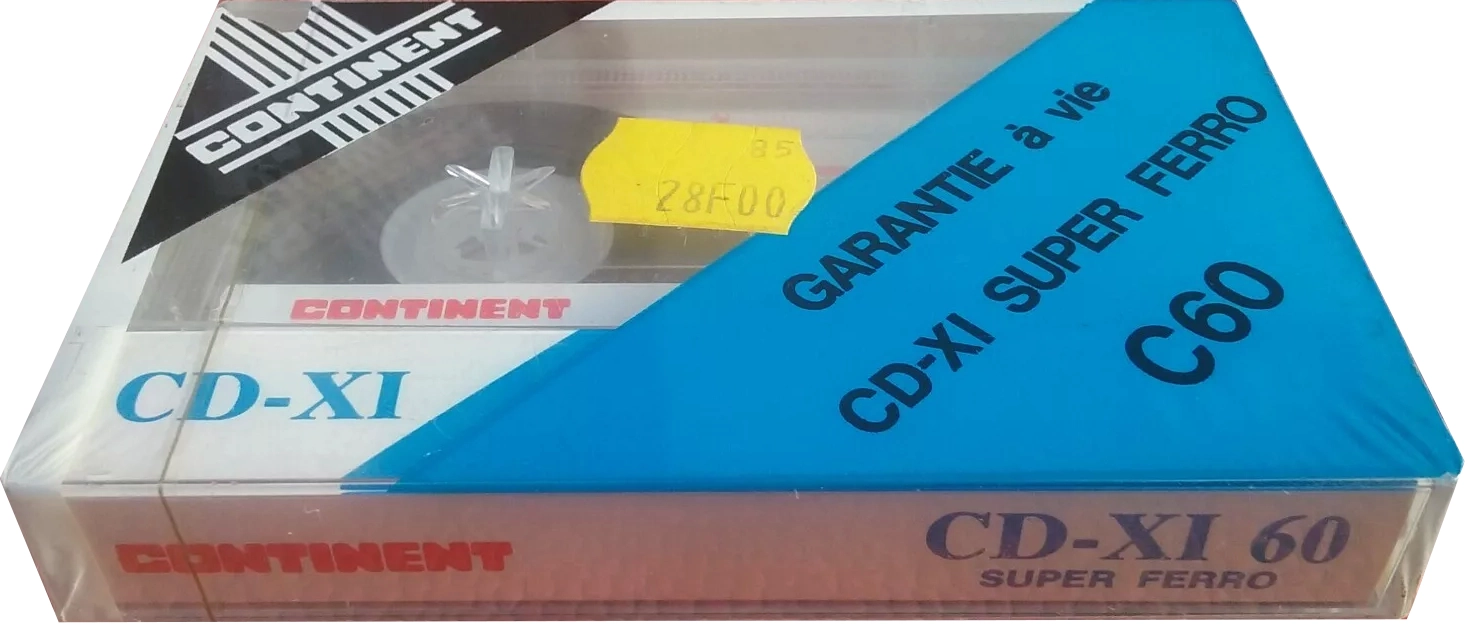 CONTINENT
85
28F00
GARANTIE à vie
CD-XI SUPER FERRO
C60
CONTINENT
CD-XI
CONTINENT
CD-XI 60
SUPER FERRO